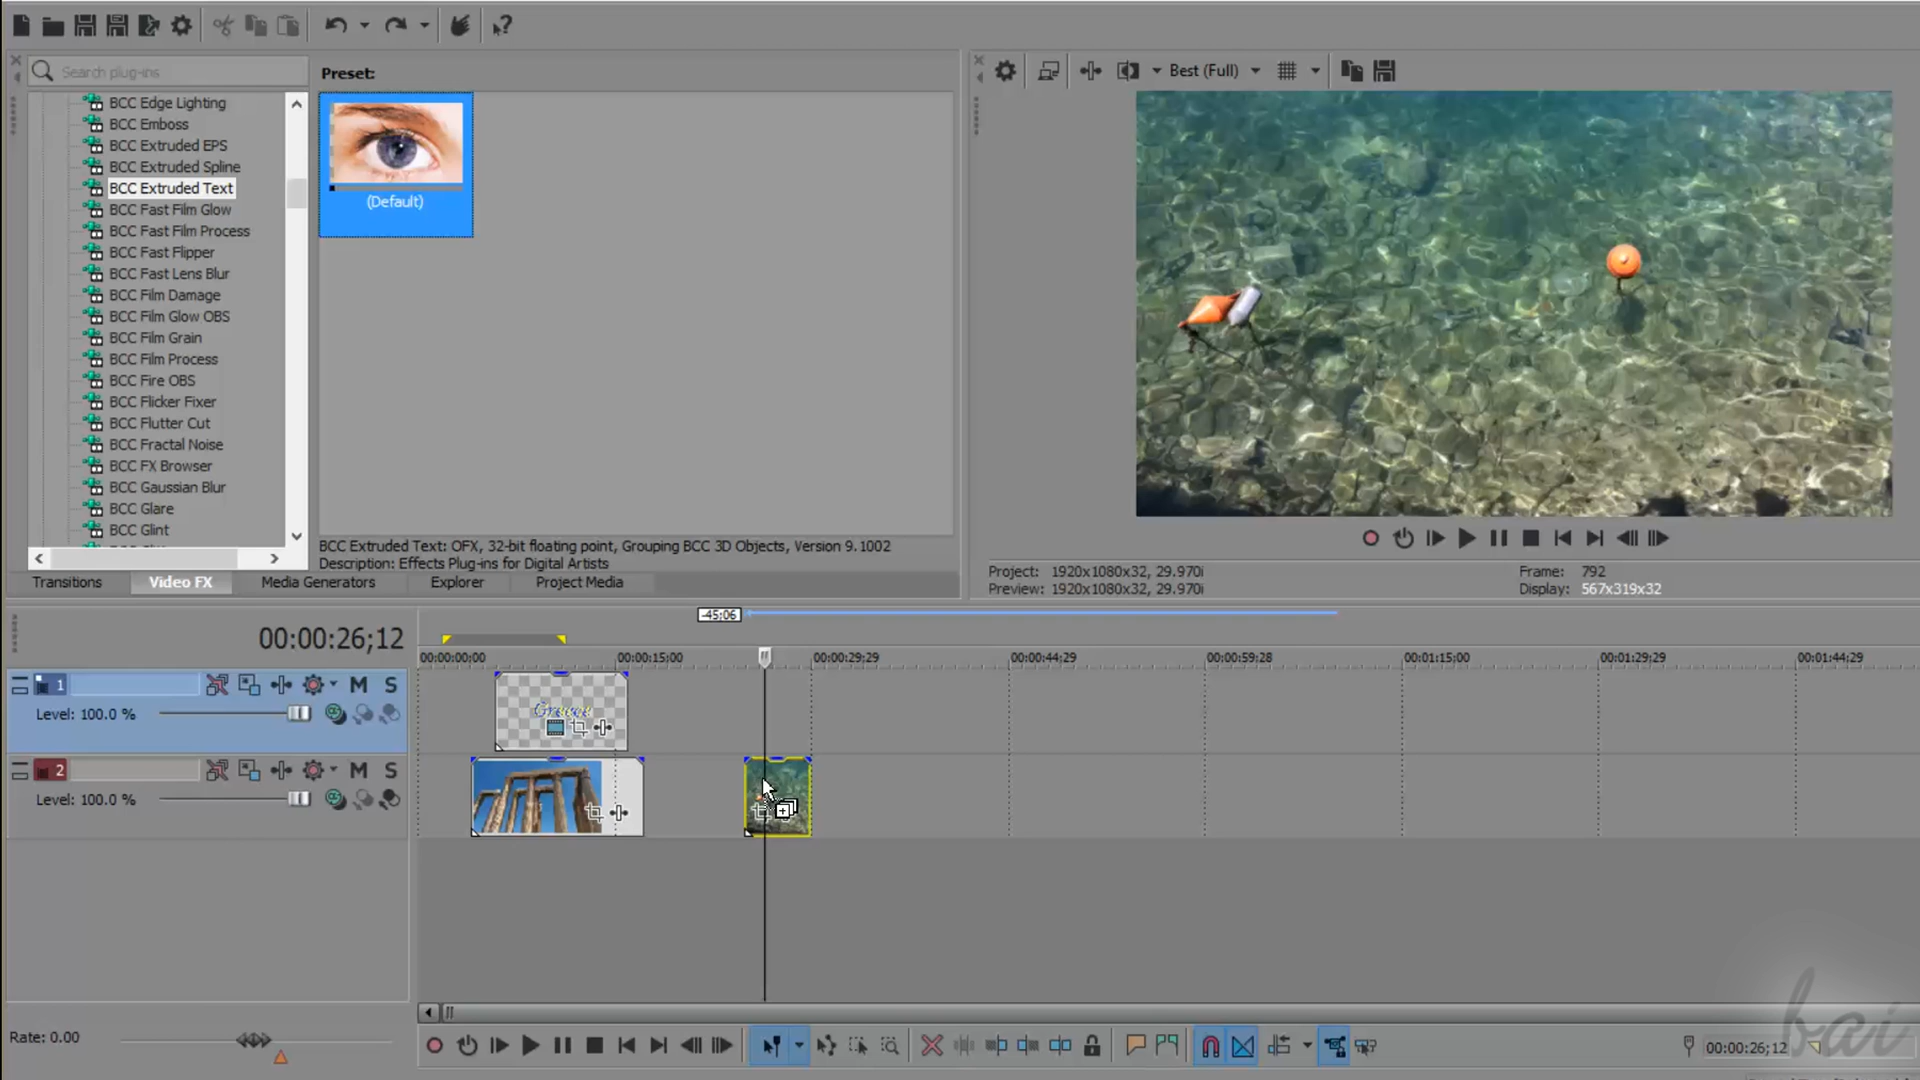 Search plug-ins
Preset:
BCC Edge Lighting
BCC Emboss
BCC Extruded EPS
BCC Extruded Spline
BCC Extruded Text
BCC Fast Film Glow
BCC Fast Film Process
BCC Fast Flipper
BCC Fast Lens Blur
BCC Film Damage
BCC Film Glow OBS
BCC Film Grain
BCC Film Process
BCC Fire OBS
BCC Flicker Fixer
BCC Flutter Cut
BCC Fractal Noise
BCC FX Browser
BCC Gaussian Blur
BCC Glare
BCC Glint
(Default)
BCC Extruded Text: OFX, 32-bit floating point, Grouping BCC 3D Objects, Version 9.1002
Description: Effects Plug-ins for Digital Artists
Transitions
Video FX
Media Generators
Explorer
Project Media
Best (Full)
Project: 1920x1080x32, 29.970i
Preview: 1920x1080x32, 29.970i
Frame: 792
Display: 567x319x32
00:00:26;12
-45;06
00:00:00;00
00:00:15;00
00:00:29;29
00:00:44;29
00:00:59;28
00:01:15;00
00:01:29;29
00:01:44;29
1
M
S
Level: 100.0 %
Greece
2
M
S
Level: 100.0 %
Rate: 0.00
00:00:26;12
bai